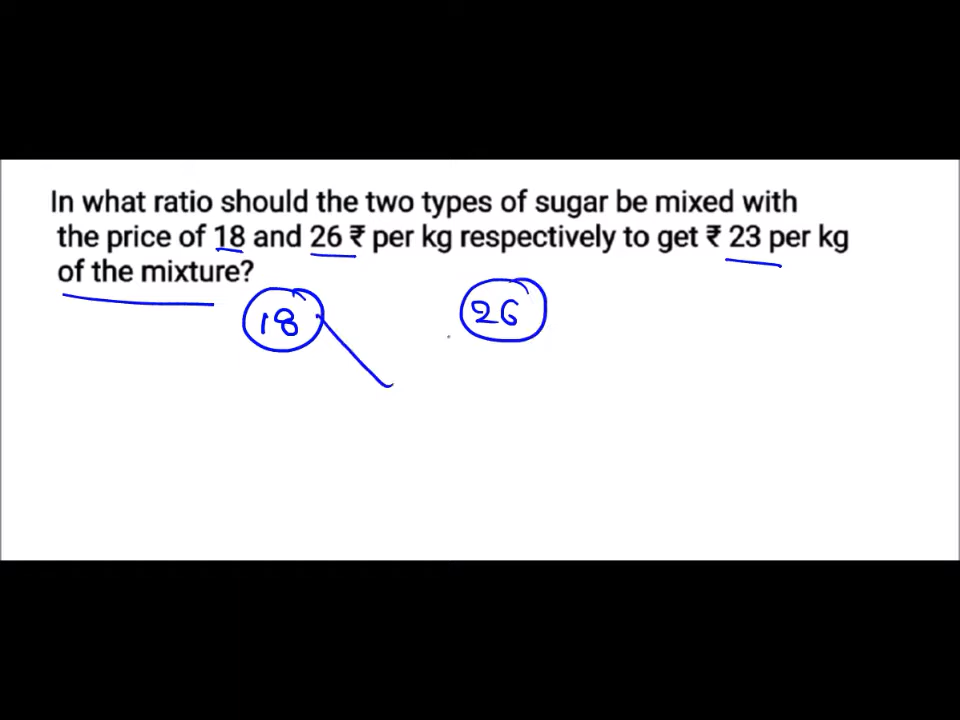 In what ratio should the two types of sugar be mixed with
the price of 18 and 26 ₹ per kg respectively to get ₹ 23 per kg
of the mixture?
18 26